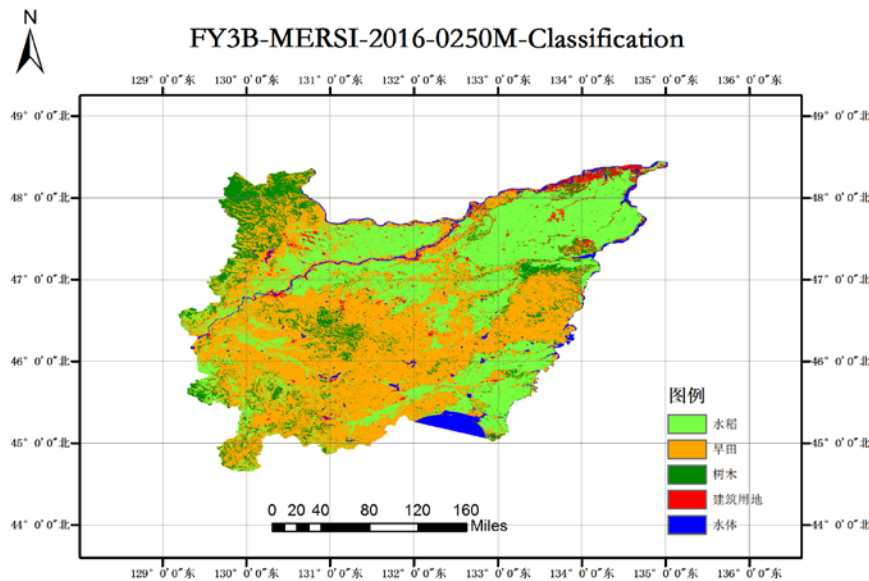 N
FY3B-MERSI-2016-0250M-Classification
129° 0′0″东 130° 0′0″东 131° 0′0″东 132° 0′0″东 133° 0′0″东 134° 0′0″东 135° 0′0″东 136° 0′0″东
49° 0′0″北 49° 0′0″北
48° 0′0″北 48° 0′0″北
47° 0′0″北 47° 0′0″北
46° 0′0″北 46° 0′0″北
图例
水稻
旱田
45° 0′0″北 45° 0′0″北
树木
建筑用地
水体
44° 0′0″北 44° 0′0″北
0 20 40 80 120 160
Miles
129° 0′0″东 130° 0′0″东 131° 0′0″东 132° 0′0″东 133° 0′0″东 134° 0′0″东 135° 0′0″东 136° 0′0″东